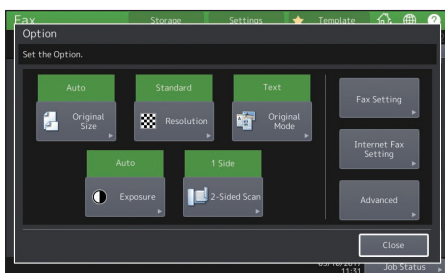 Fax Storage Settings Template
Option
Set the Option.
Auto Standard Text
Original Size Resolution Original Mode
Fax Setting
Auto 1 Side
Exposure 2-Sided Scan
Internet Fax Setting
Advanced
Close
11:31 Job Status